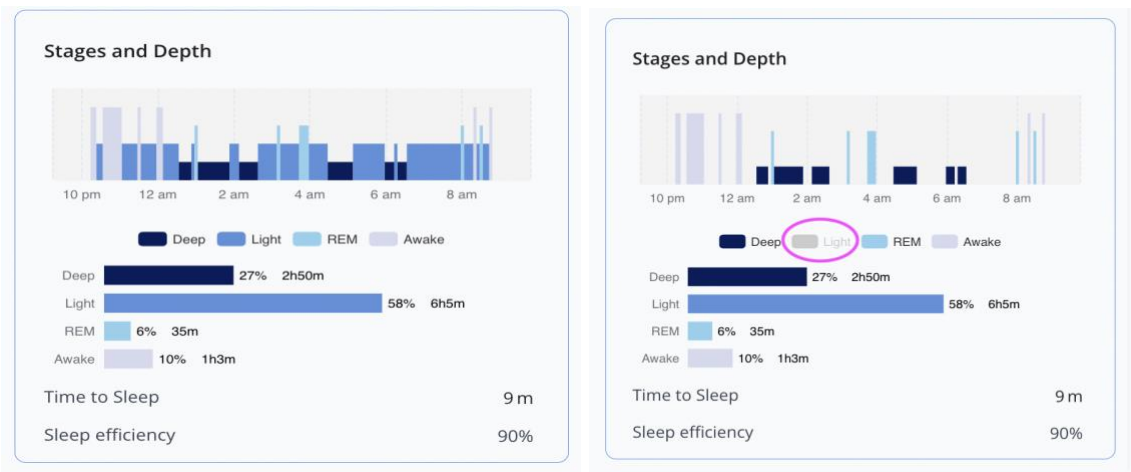 Stages and Depth
10 pm 12 am 2 am 4 am 6 am 8 am
Deep Light REM Awake
Deep 27% 2h50m
Light 58% 6h5m
REM 6% 35m
Awake 10% 1h3m
Time to Sleep 9 m
Sleep efficiency 90%
Stages and Depth
10 pm 12 am 2 am 4 am 6 am 8 am
Deep Light REM Awake
Deep 27% 2h50m
Light 58% 6h5m
REM 6% 35m
Awake 10% 1h3m
Time to Sleep 9 m
Sleep efficiency 90%